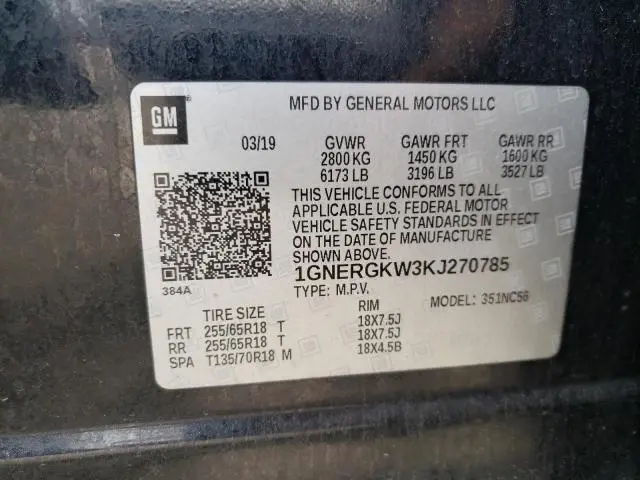 GM
MFD BY GENERAL MOTORS LLC
03/19 GVWR GAWR FRT GAWR RR
2800 KG 1450 KG 1600 KG
6173 LB 3196 LB 3527 LB
THIS VEHICLE CONFORMS TO ALL
APPLICABLE U.S. FEDERAL MOTOR
VEHICLE SAFETY STANDARDS IN EFFECT
ON THE DATE OF MANUFACTURE
SHOWN ABOVE.
1GNERGKW3KJ270785
384A
TYPE: M.P.V. MODEL: 351NC56
TIRE SIZE RIM
FRT 255/65R18 T 18X7.5J
RR 255/65R18 T 18X7.5J
SPA T135/70R18 M 18X4.5B